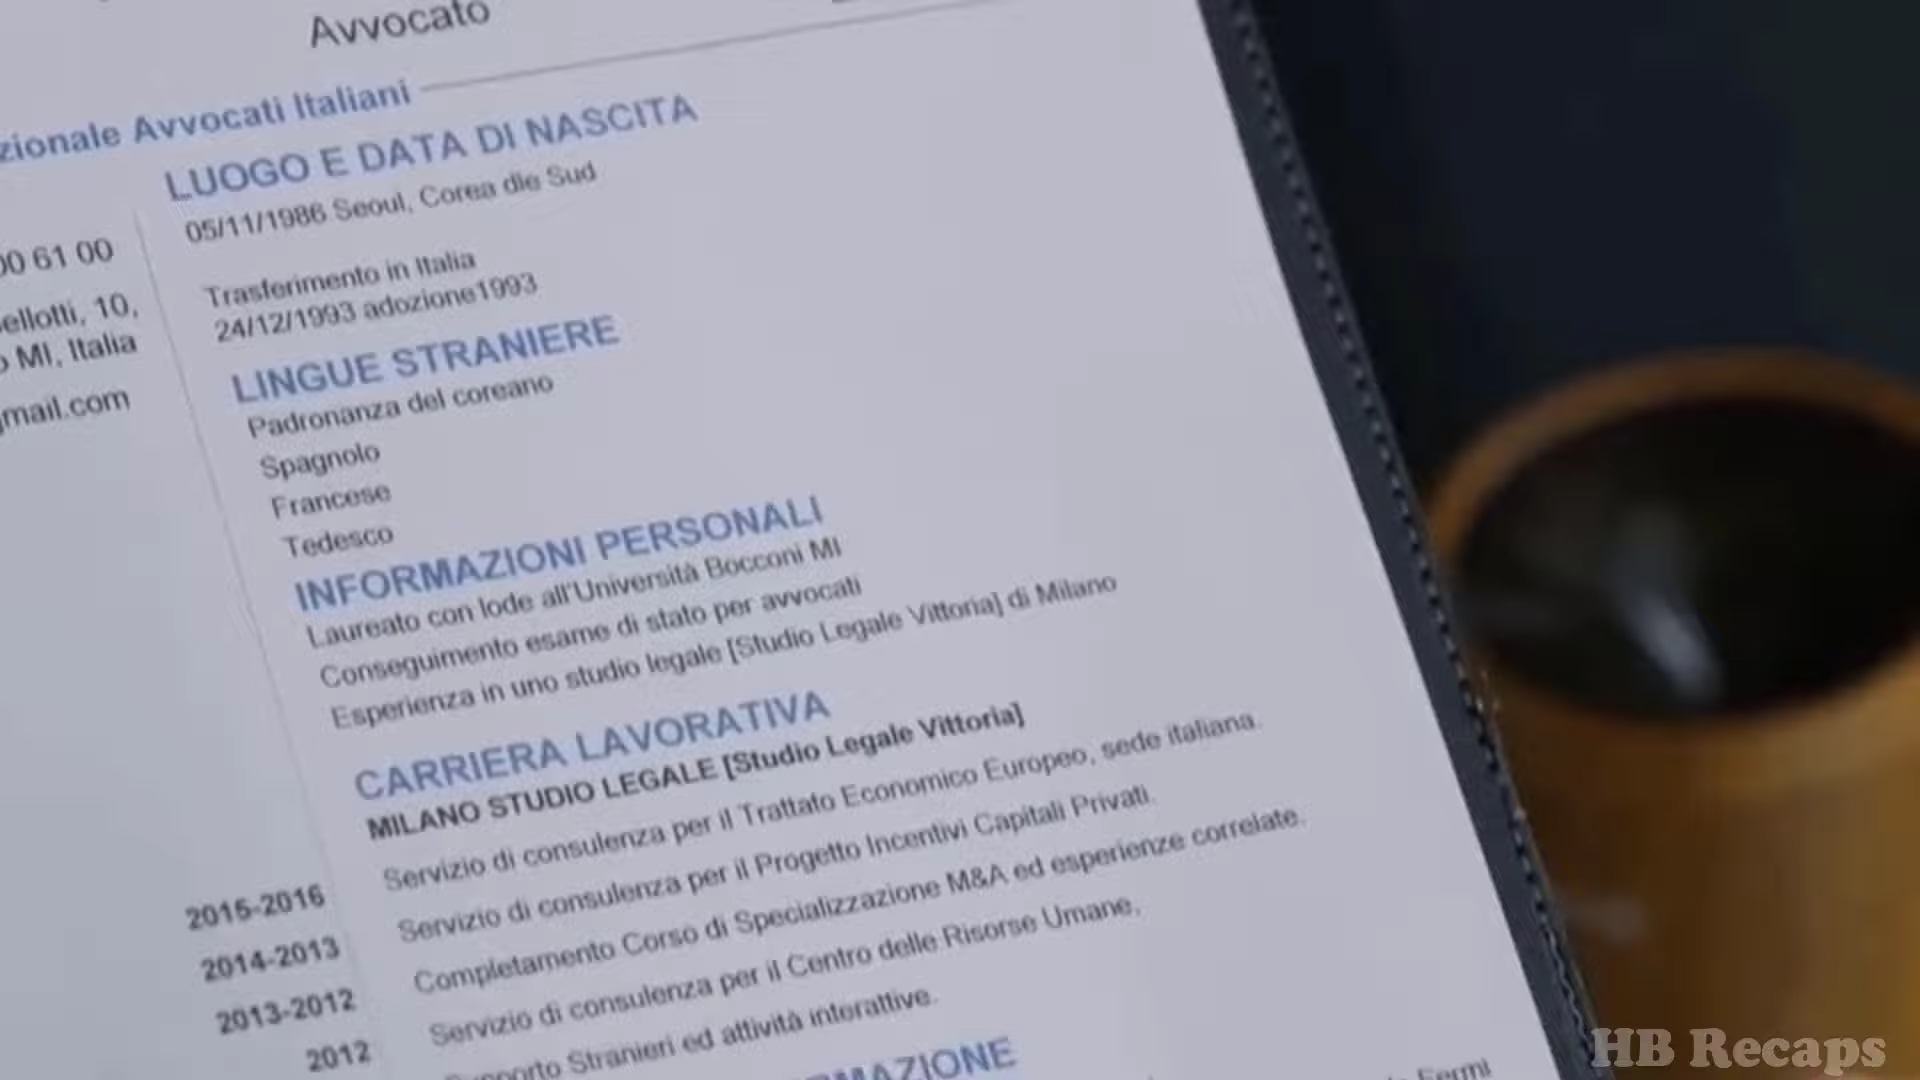 Avvocato
zionale Avvocati Italiani
LUOGO E DATA DI NASCITA
05/11/1986 Seoul, Corea dle Sud
Trasferimento in Italia
24/12/1993 adozione1993
00 61 00
ellotti, 10,
MI, Italia
gmail.com
LINGUE STRANIERE
Padronanza del coreano
Spagnolo
Francese
Tedesco
INFORMAZIONI PERSONALI
Laureato con lode all'Università Bocconi MI
Conseguimento esame di stato per avvocati
Esperienza in uno studio legale [Studio Legale Vittoria] di Milano
CARRIERA LAVORATIVA
MILANO STUDIO LEGALE [Studio Legale Vittoria]
2015-2016 Servizio di consulenza per il Trattato Economico Europeo, sede italiana.
2014-2013 Servizio di consulenza per il Progetto Incentivi Capitali Privati.
2013-2012 Completamento Corso di Specializzazione M&A ed esperienze correlate.
2012 Servizio di consulenza per il Centro delle Risorse Umane,
Stranieri ed attività interattive.
MAZIONE
Fermi
HB Recaps